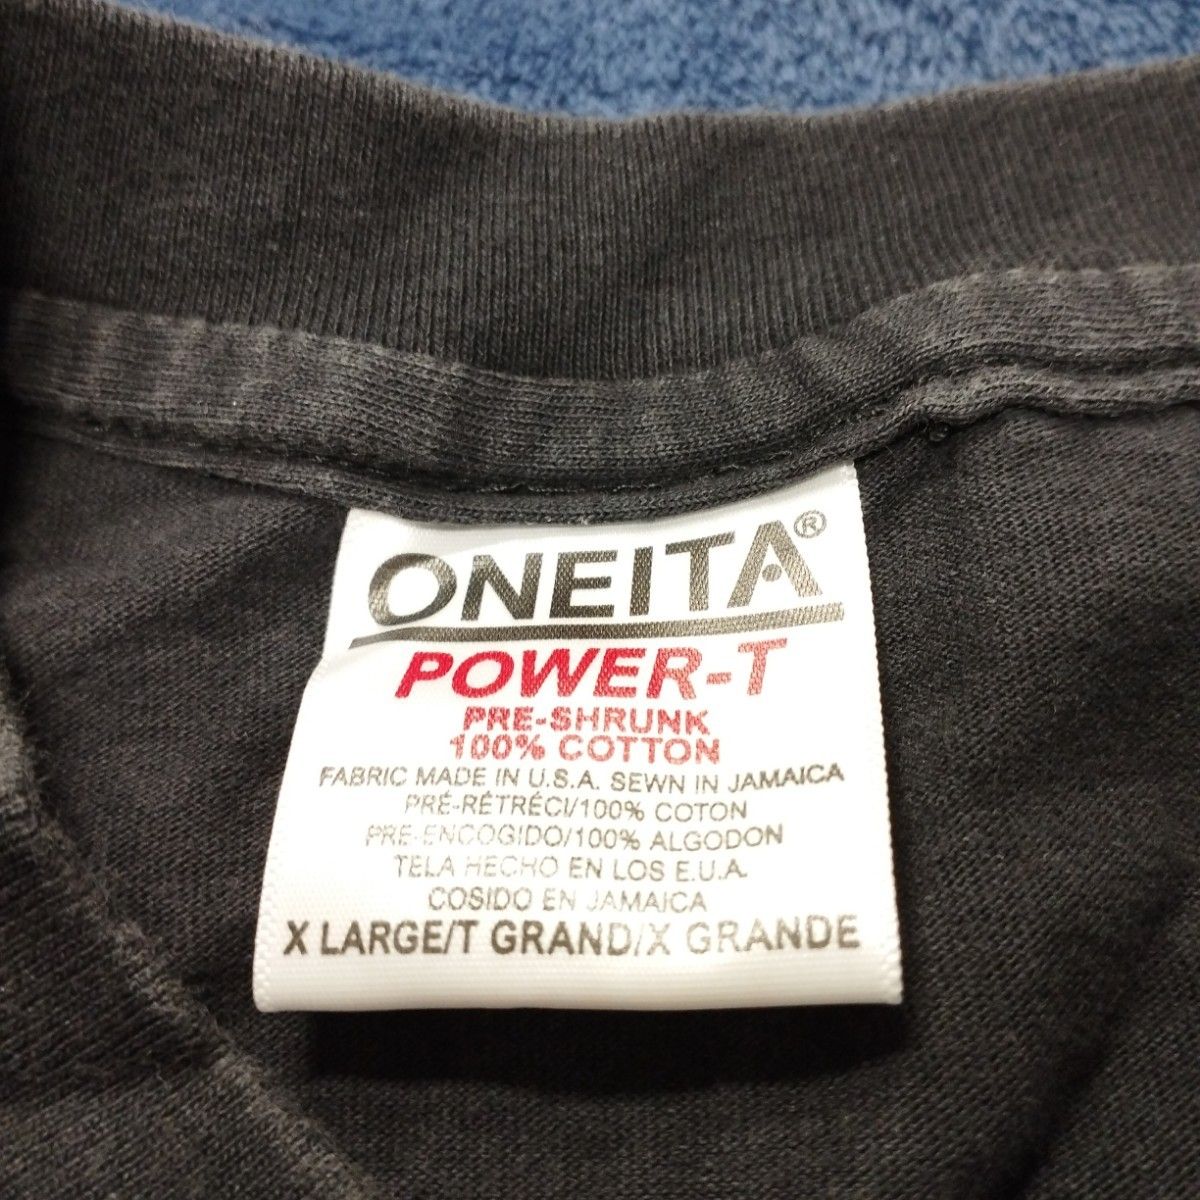 ONEITA®
POWER-T
PRE-SHRUNK
100% COTTON
FABRIC MADE IN U.S.A. SEWN IN JAMAICA
PRÉ-RÉTRÉCI/100% COTON
PRE-ENCOGIDO/100% ALGODON
TELA HECHO EN LOS E.U.A.
COSIDO EN JAMAICA
X LARGE/T GRAND/X GRANDE